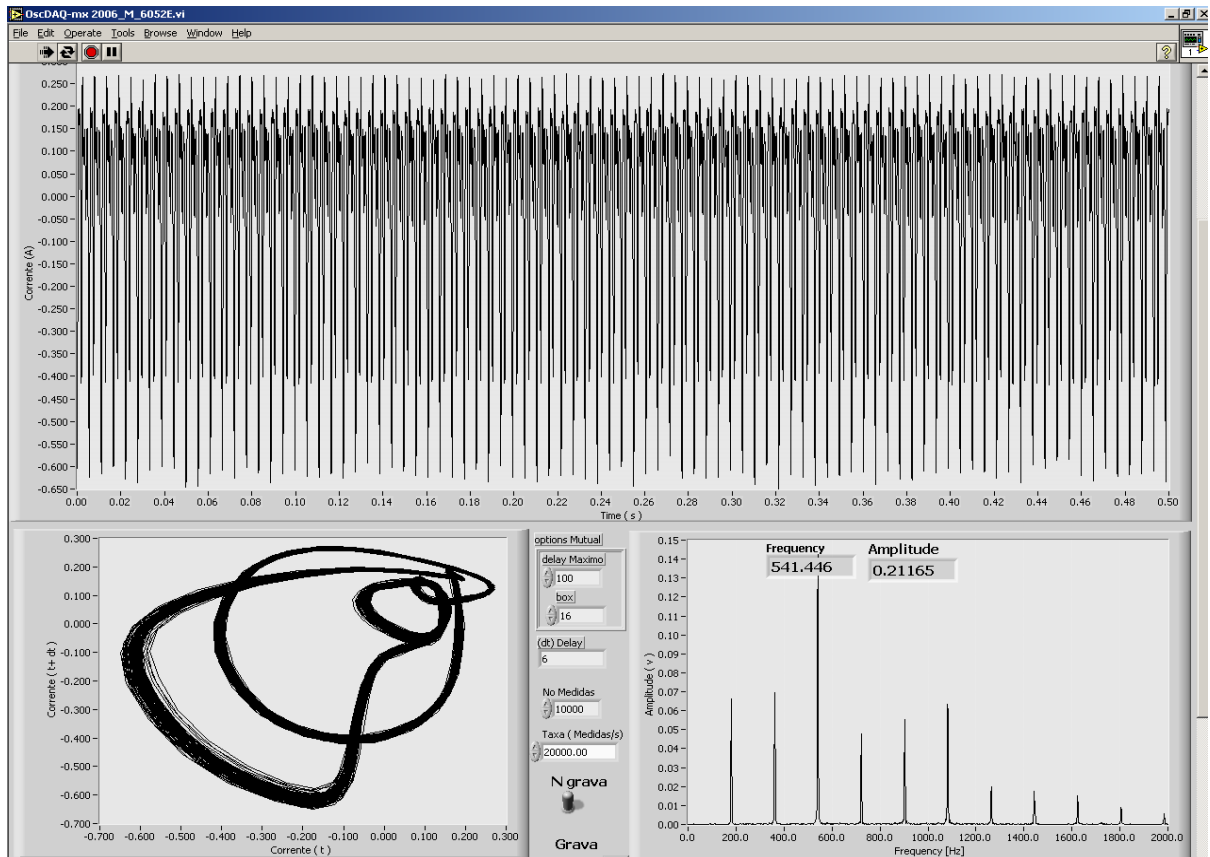 OscDAQ-mx 2006_M_6052E.vi
File Edit Operate Tools Browse Window Help
1
0.250
0.200
0.150
0.100
0.050
0.000
-0.050
-0.100
-0.150
-0.200
-0.250
-0.300
-0.350
-0.400
-0.450
-0.500
-0.550
-0.600
-0.650
Corrente (A)
0.00 0.02 0.04 0.06 0.08 0.10 0.12 0.14 0.16 0.18 0.20 0.22 0.24 0.26 0.28 0.30 0.32 0.34 0.36 0.38 0.40 0.42 0.44 0.46 0.48 0.50
Time ( s )
0.300
0.200
0.100
0.000
-0.100
-0.200
-0.300
-0.400
-0.500
-0.600
-0.700
Corrente ( t+ dt)
-0.700 -0.600 -0.500 -0.400 -0.300 -0.200 -0.100 0.000 0.100 0.200 0.300
Corrente ( t )
options Mutual
delay Maximo
100
box
16
(dt) Delay
6
No Medidas
10000
Taxa ( Medidas/s)
20000.00
N grava
Grava
Frequency Amplitude
541.446 0.21165
0.15
0.14
0.13
0.12
0.11
0.10
0.09
0.08
0.07
0.06
0.05
0.04
0.03
0.02
0.01
0.00
Amplitude ( v )
0.0 200.0 400.0 600.0 800.0 1000.0 1200.0 1400.0 1600.0 1800.0 2000.0
Frequency [Hz]